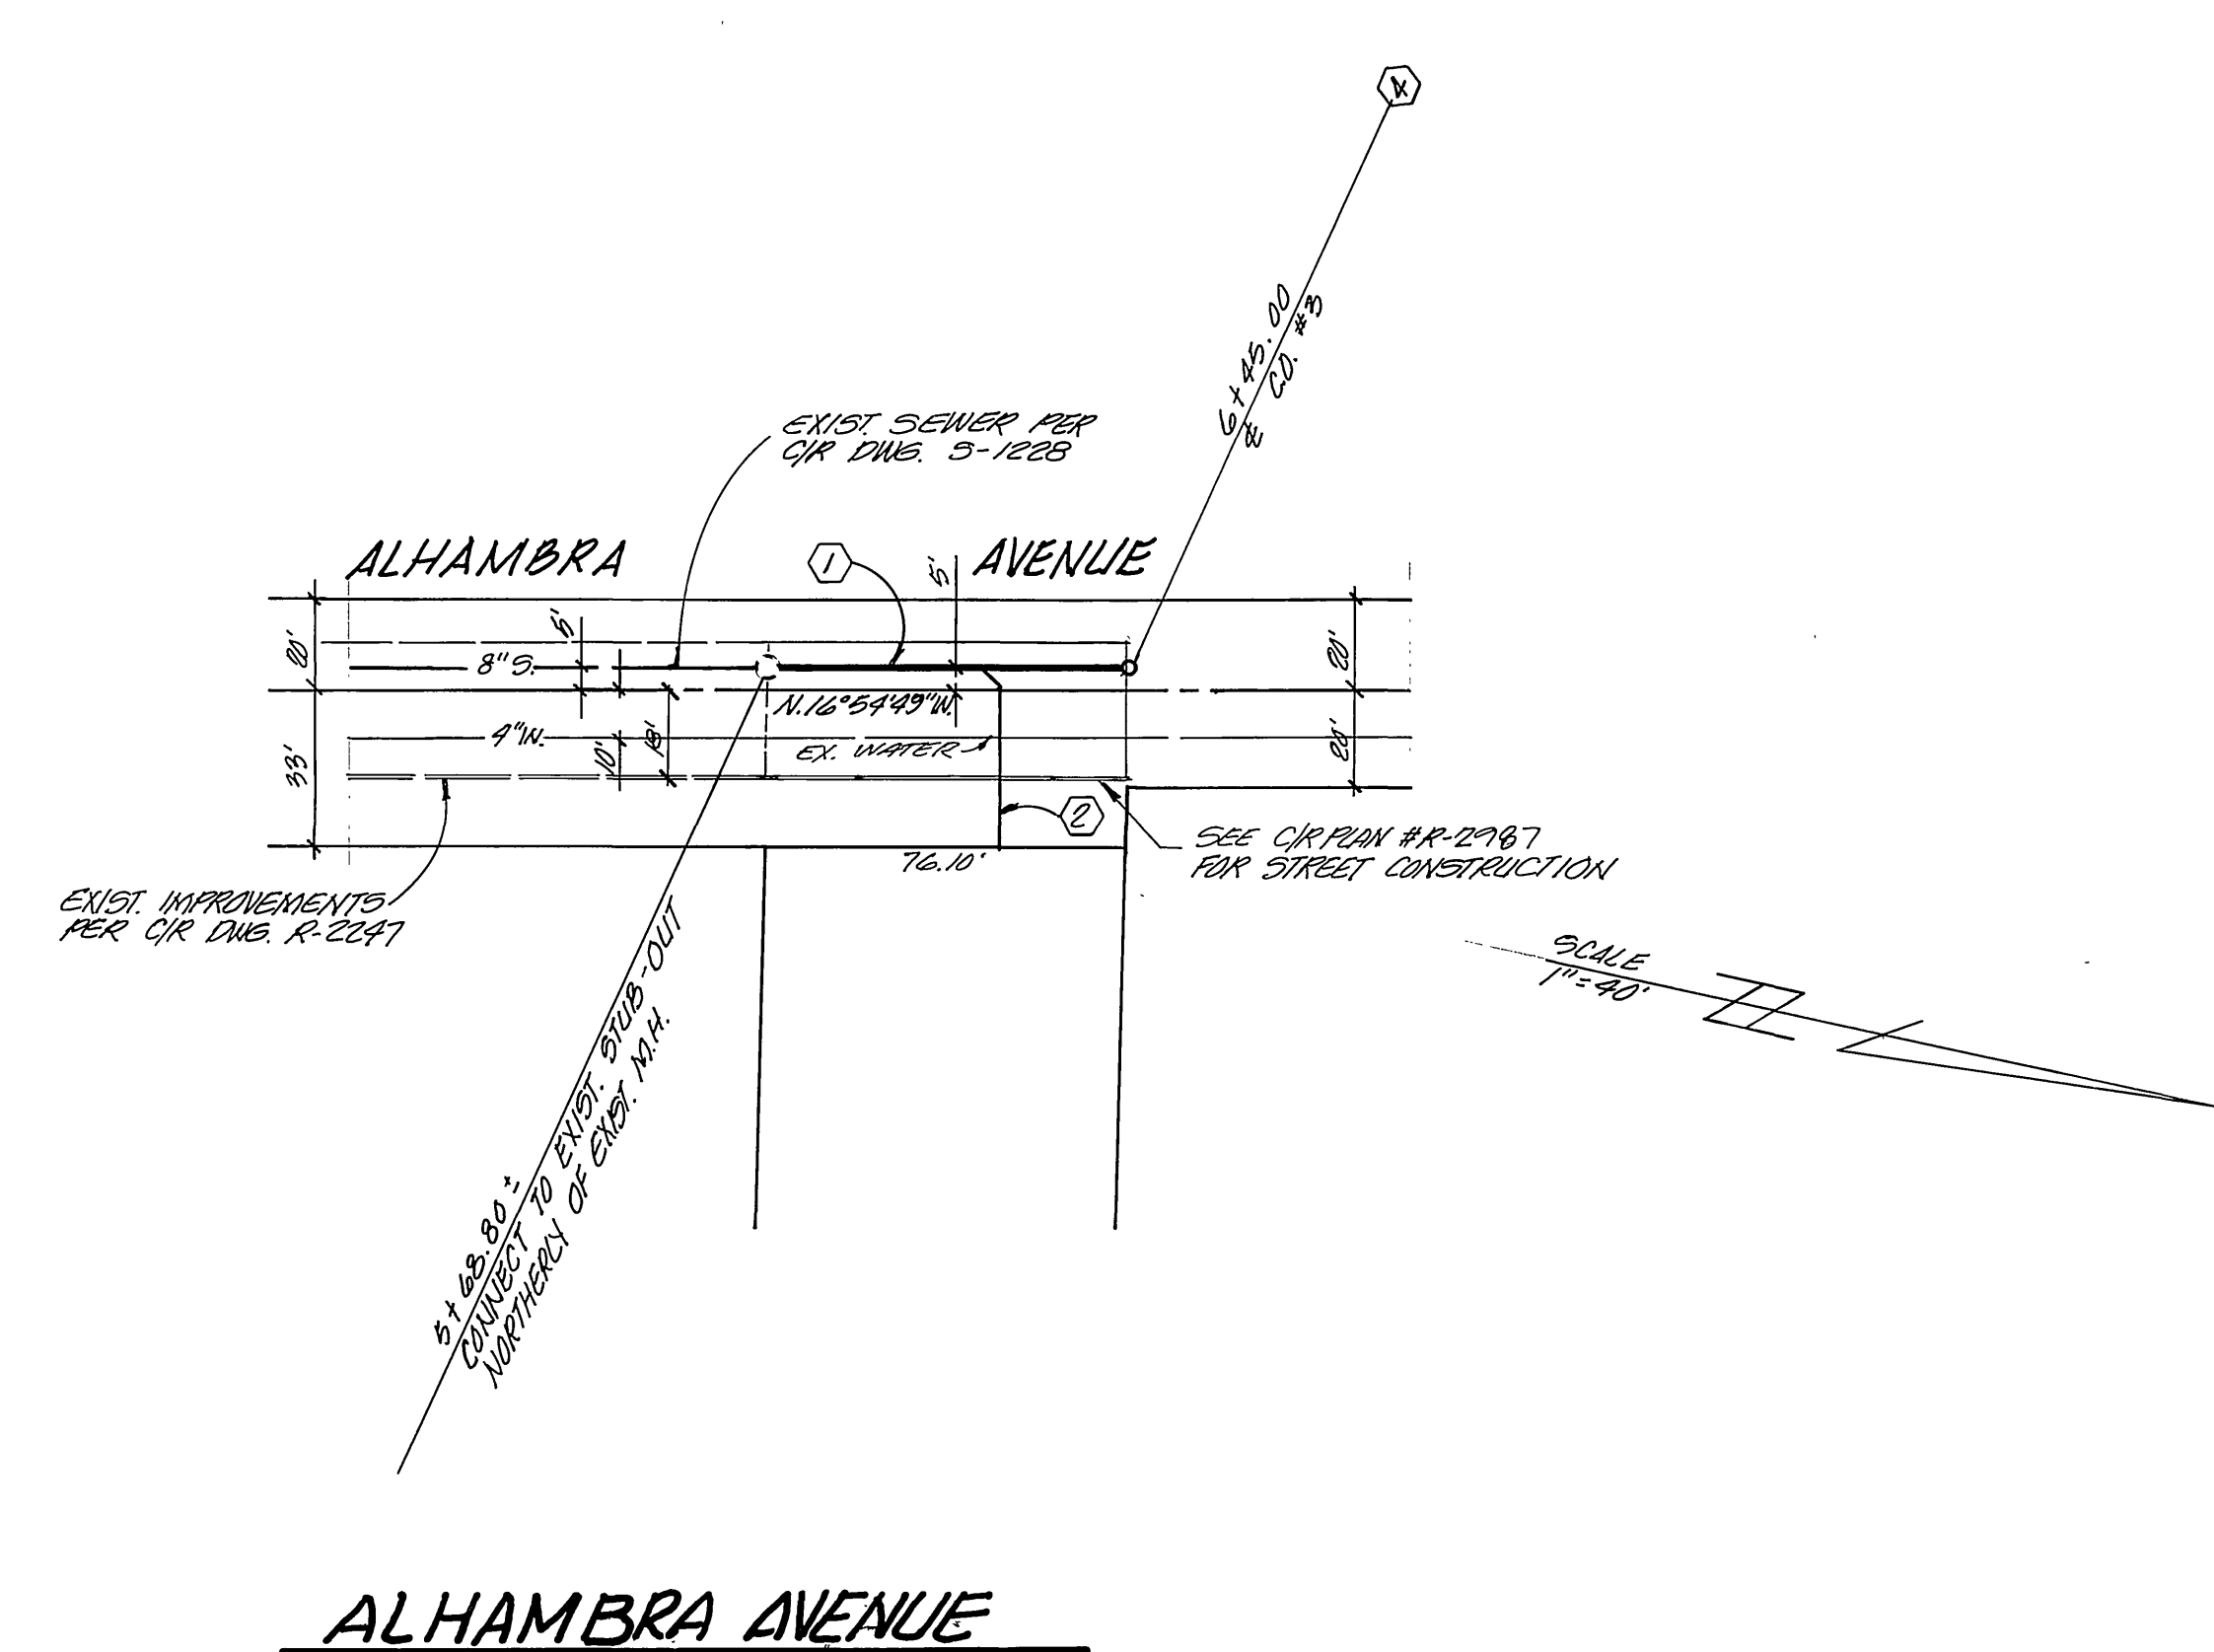 4
6+45.00
℄ C.O. #3
EXIST. SEWER PER
C/R DWG. S-1228
ALHAMBRA AVENUE
1
5'
5'
20'
8" S.
20'
N.16°54'49"W.
4" W.
10'
18'
EX. WATER
33'
20'
2
76.10'
SEE C/R PLAN #R-2987
FOR STREET CONSTRUCTION
EXIST. IMPROVEMENTS
PER C/R DWG. R-2247
SCALE
1"=40'
5+68.80±
CONNECT TO EXIST. STUB-OUT
NORTHERLY OF EXIST. M.H.
ALHAMBRA AVENUE